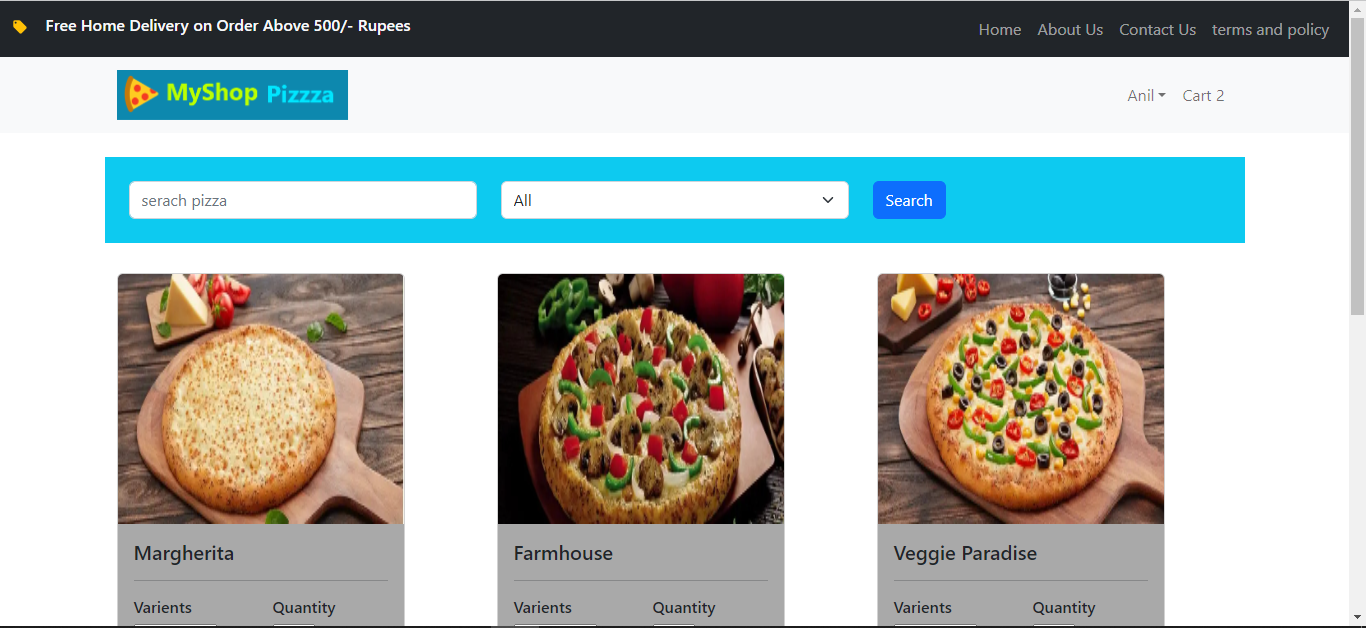 Free Home Delivery on Order Above 500/- Rupees
Home About Us Contact Us terms and policy
MyShop Pizzza
Anil Cart 2
serach pizza
All
Search
Margherita
Farmhouse
Veggie Paradise
Varients Quantity
Varients Quantity
Varients Quantity